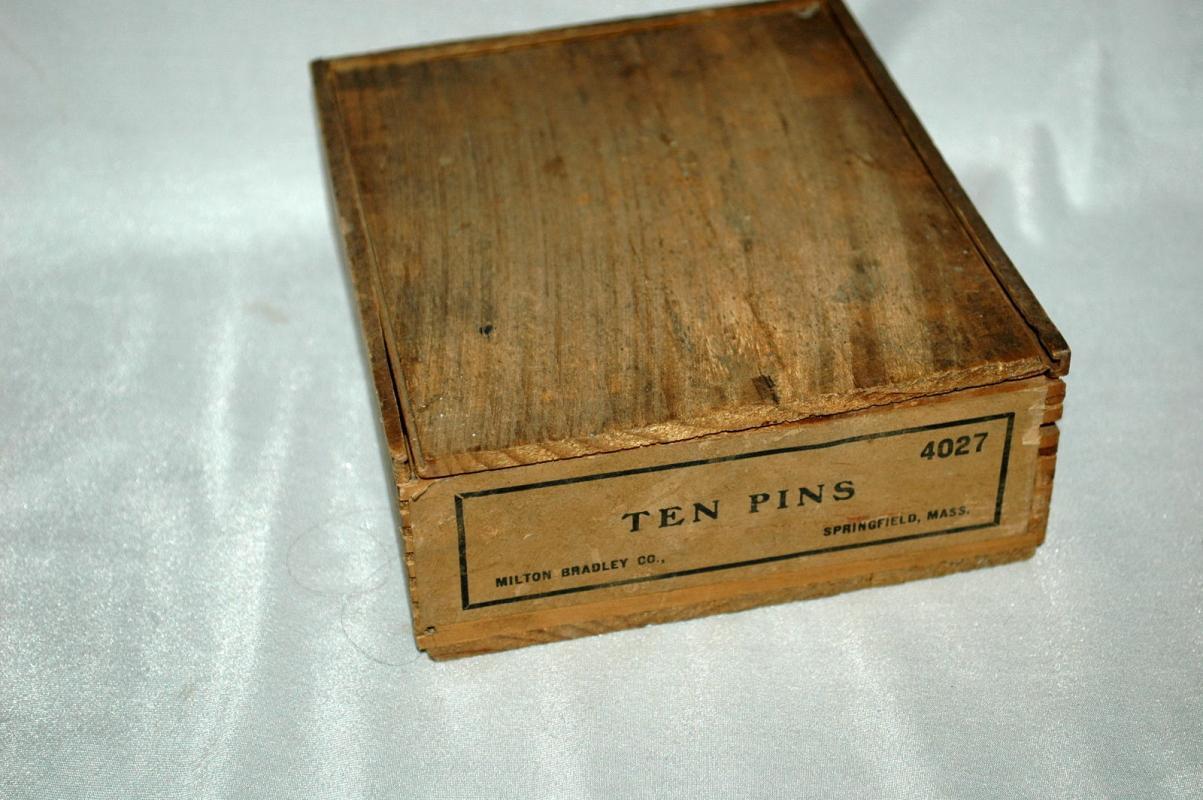 4027
TEN PINS
MILTON BRADLEY CO., SPRINGFIELD, MASS.